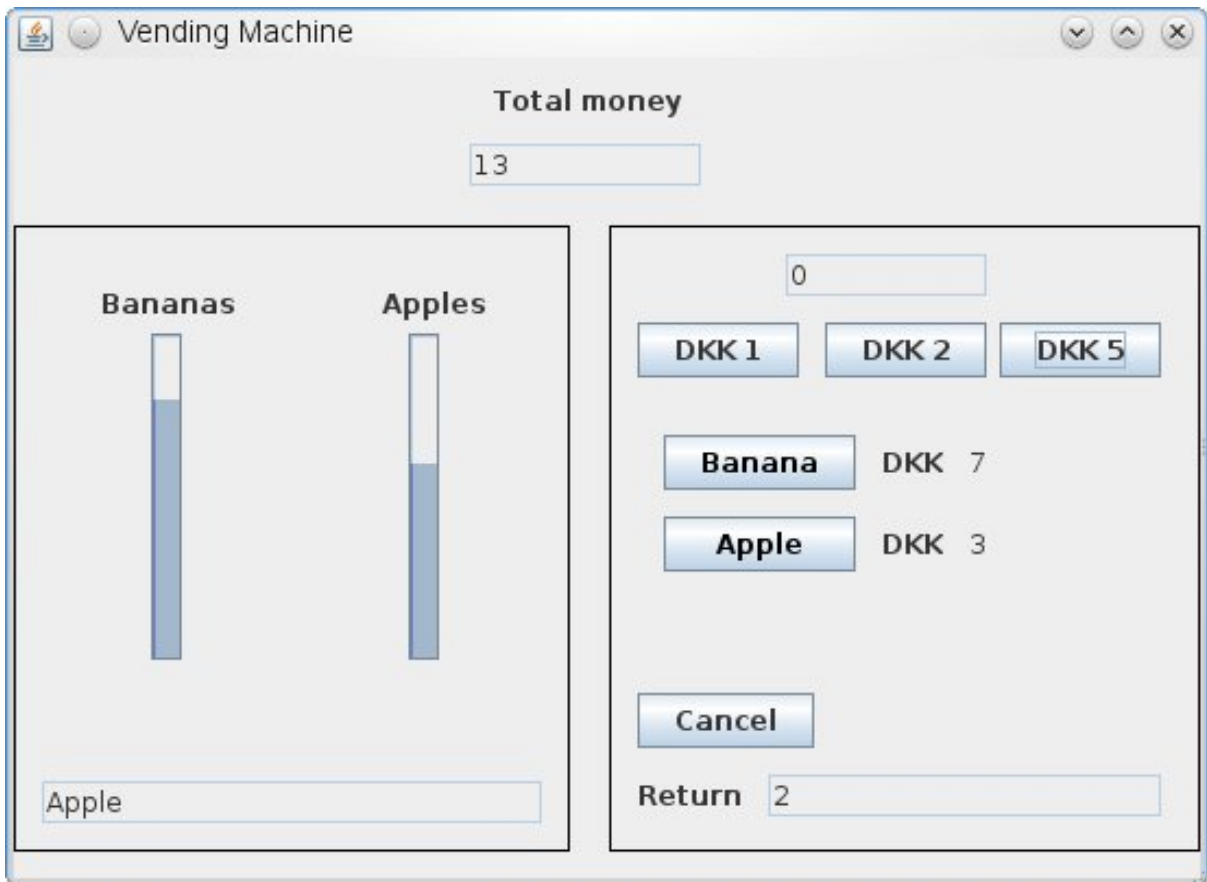 Vending Machine
Total money
13
Bananas Apples
Apple
0
DKK 1 DKK 2 DKK 5
Banana DKK 7
Apple DKK 3
Cancel
Return 2